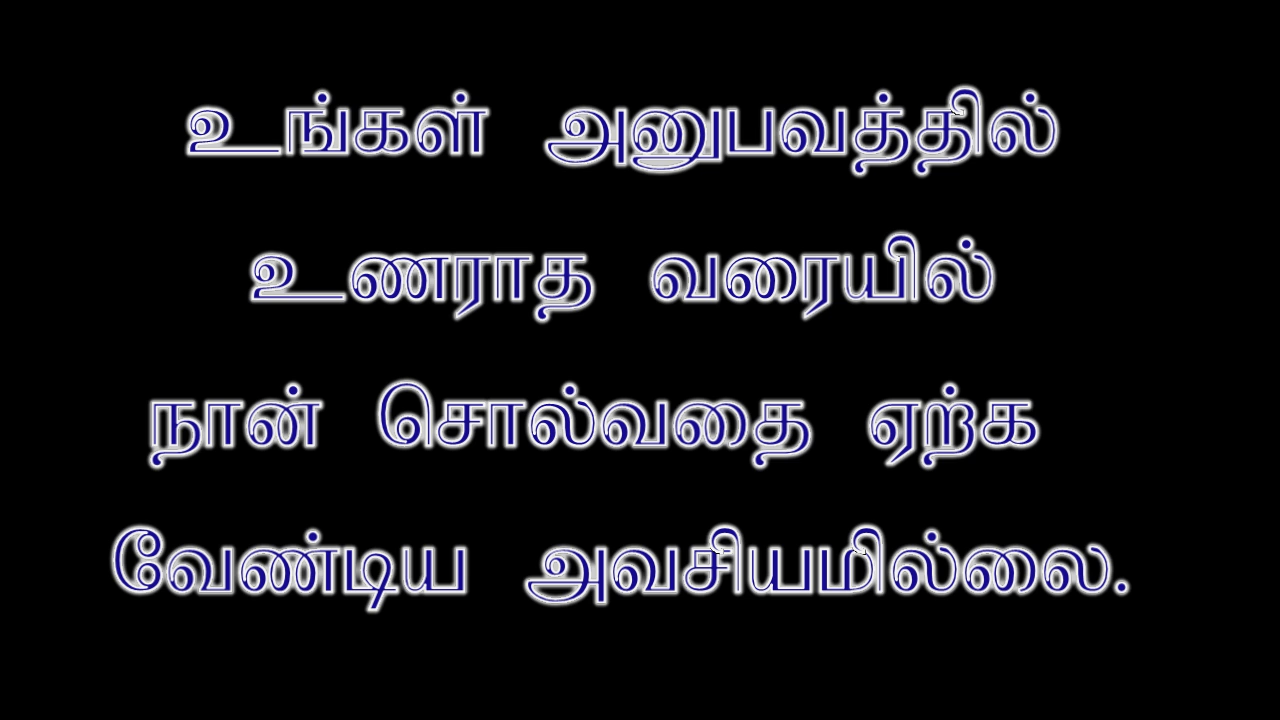 உங்கள் அனுபவத்தில்
உணராத வரையில்
நான் சொல்வதை ஏற்க
வேண்டிய அவசியமில்லை.